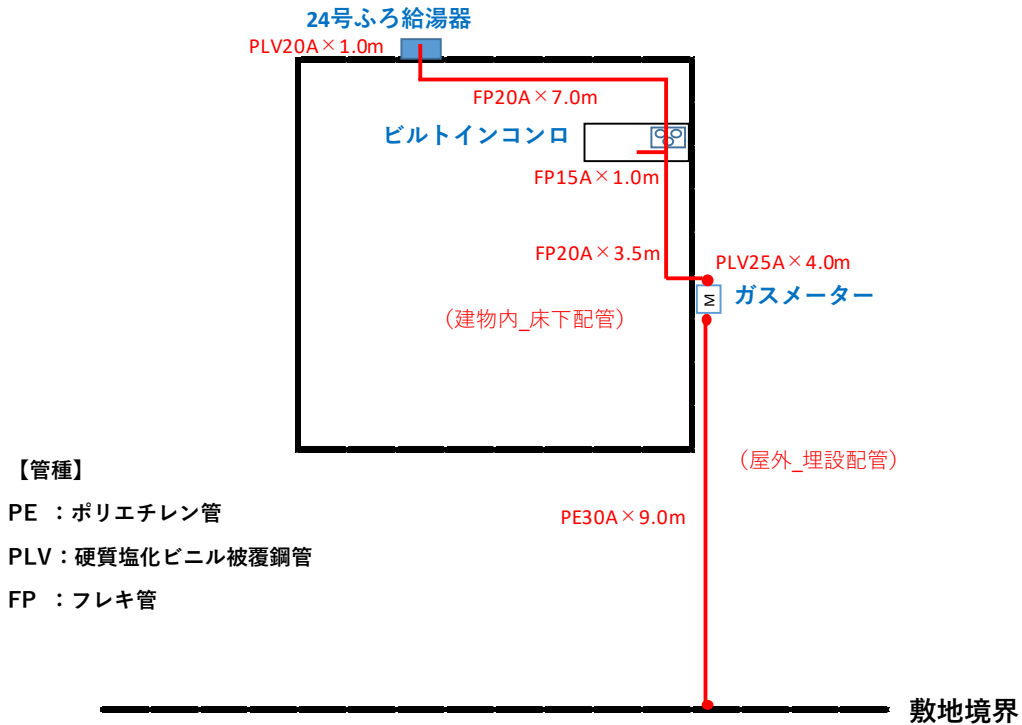 24号ふろ給湯器
PLV20A×1.0m
FP20A×7.0m
ビルトインコンロ
FP15A×1.0m
FP20A×3.5m
PLV25A×4.0m
M
ガスメーター
（建物内_床下配管）
（屋外_埋設配管）
【管種】
PE ：ポリエチレン管
PLV：硬質塩化ビニル被覆鋼管
FP ：フレキ管
PE30A×9.0m
敷地境界